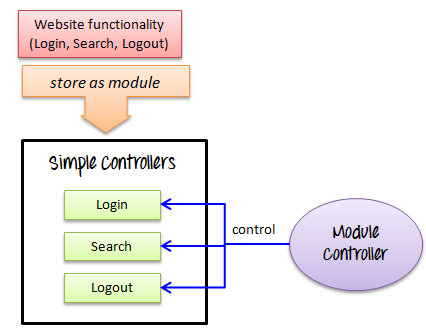 Website functionality
(Login, Search, Logout)
store as module
Simple Controllers
Login
Search
Logout
control
Module
Controller